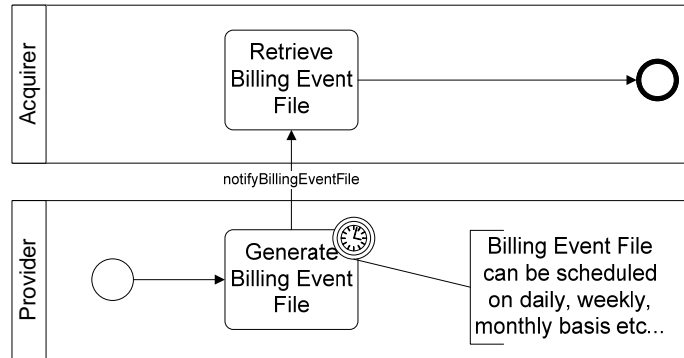 Acquirer
Retrieve
Billing Event
File
notifyBillingEventFile
Provider
Generate
Billing Event
File
Billing Event File
can be scheduled
on daily, weekly,
monthly basis etc...